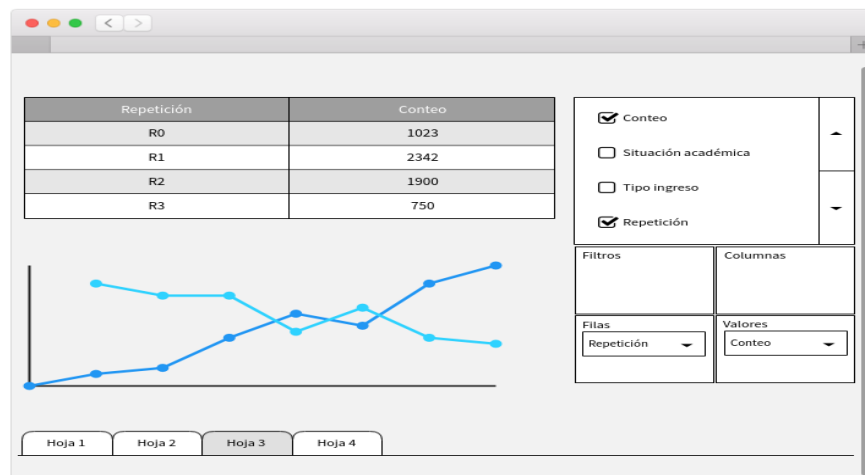 Repetición Conteo
R0 1023
R1 2342
R2 1900
R3 750
Conteo
Situación académica
Tipo ingreso
Repetición
Filtros Columnas
Filas Valores
Repetición Conteo
Hoja 1 Hoja 2 Hoja 3 Hoja 4